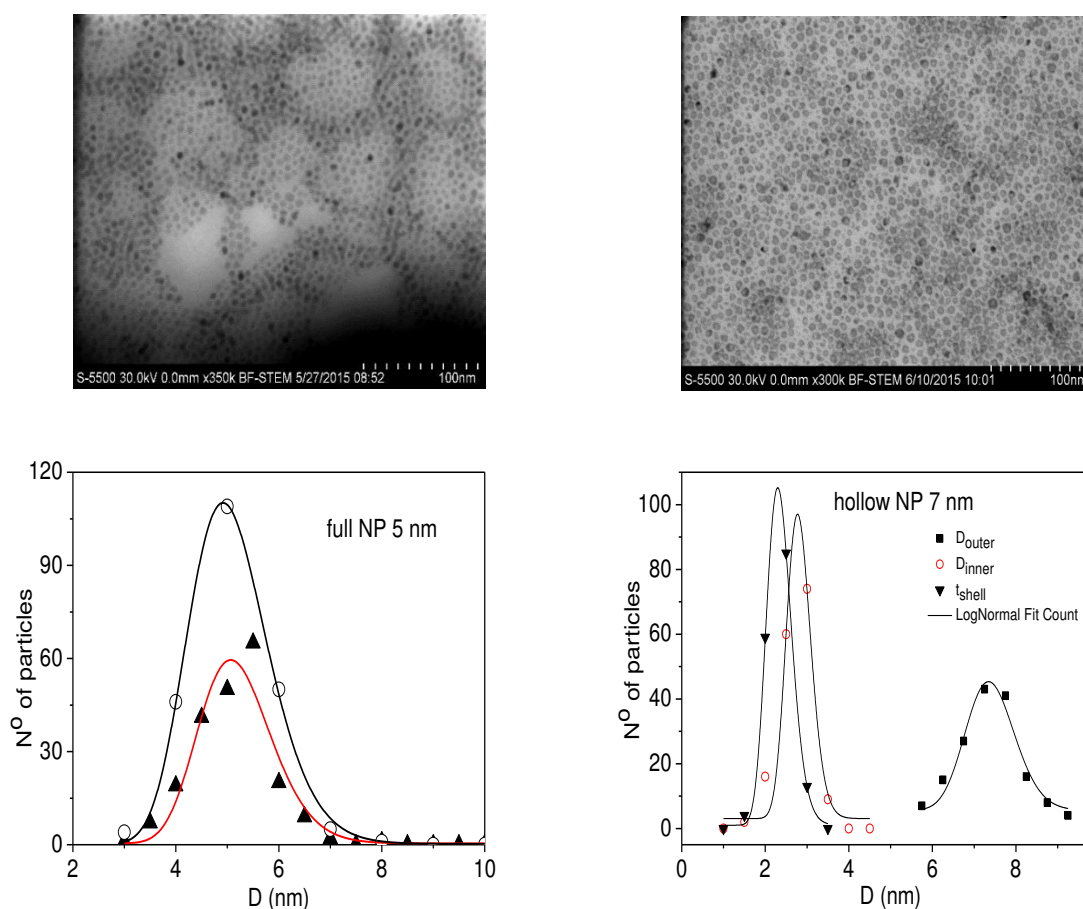 S-5500 30.0kV 0.0mm x350k BF-STEM 5/27/2015 08:52
100nm
S-5500 30.0kV 0.0mm x300k BF-STEM 6/10/2015 10:01
100nm
120
90
60
30
0
2
4
6
8
10
Nº of particles
D (nm)
full NP 5 nm
100
80
60
40
20
0
0
2
4
6
8
Nº of particles
D (nm)
hollow NP 7 nm
Douter
Dinner
tshell
LogNormal Fit Count